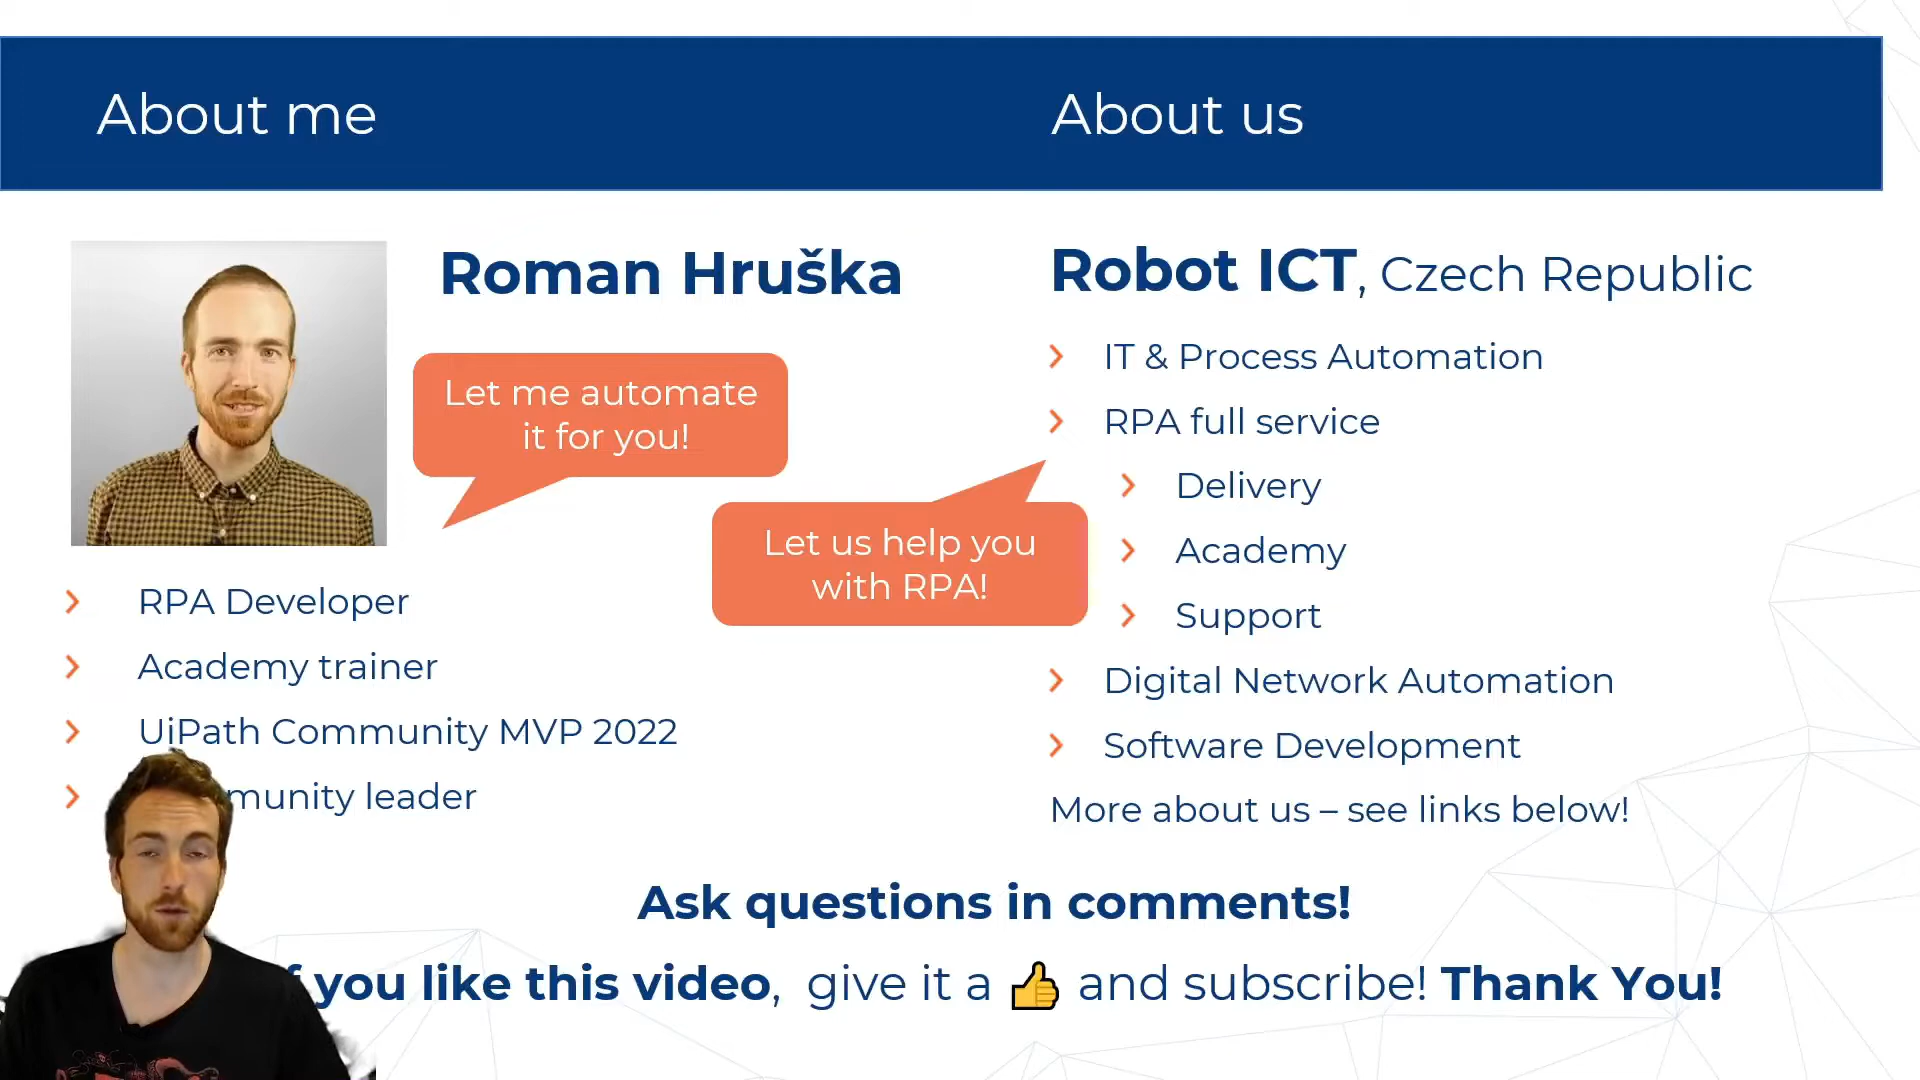 About me
About us
Roman Hruška
Let me automate
it for you!
RPA Developer
Academy trainer
UiPath Community MVP 2022
leader
Robot ICT, Czech Republic
IT & Process Automation
RPA full service
Delivery
Academy
Support
Digital Network Automation
Software Development
More about us – see links below!
Let us help you
with RPA!
Ask questions in comments!
you like this video, give it a 👍 and subscribe! Thank You!